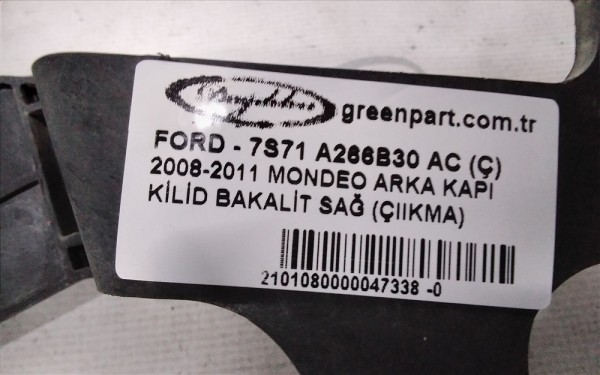 greenpart.com.tr
FORD - 7S71 A266B30 AC (Ç)
2008-2011 MONDEO ARKA KAPI
KİLİD BAKALİT SAĞ (ÇIIKMA)
2101080000047338 -0